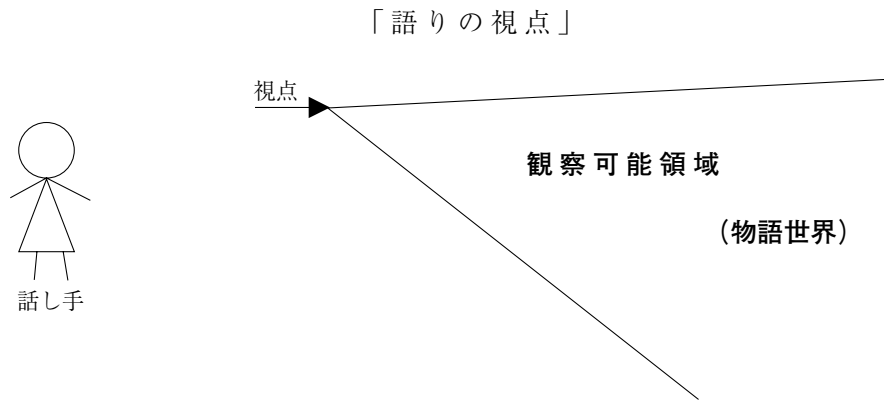 「語りの視点」
視点
観察可能領域
(物語世界)
話し手